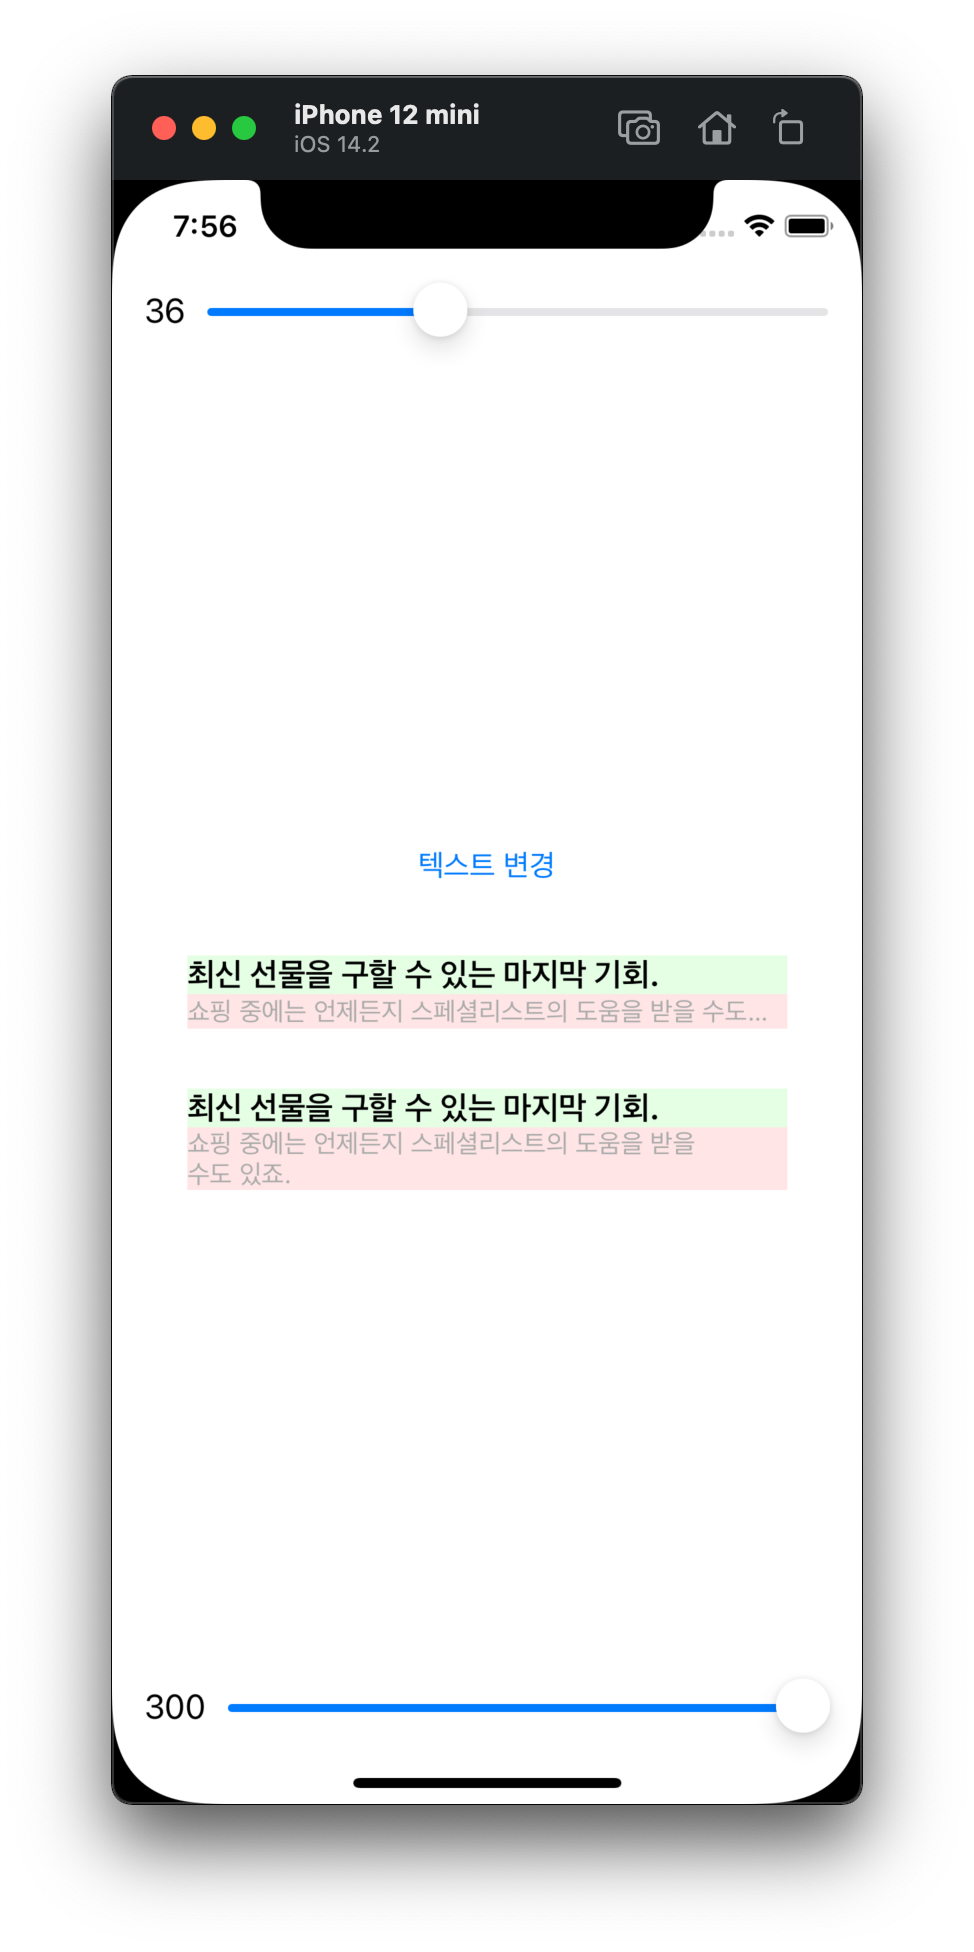 iPhone 12 mini
iOS 14.2
7:56
36
텍스트 변경
최신 선물을 구할 수 있는 마지막 기회.
쇼핑 중에는 언제든지 스페셜리스트의 도움을 받을 수도...
최신 선물을 구할 수 있는 마지막 기회.
쇼핑 중에는 언제든지 스페셜리스트의 도움을 받을
수도 있죠.
300